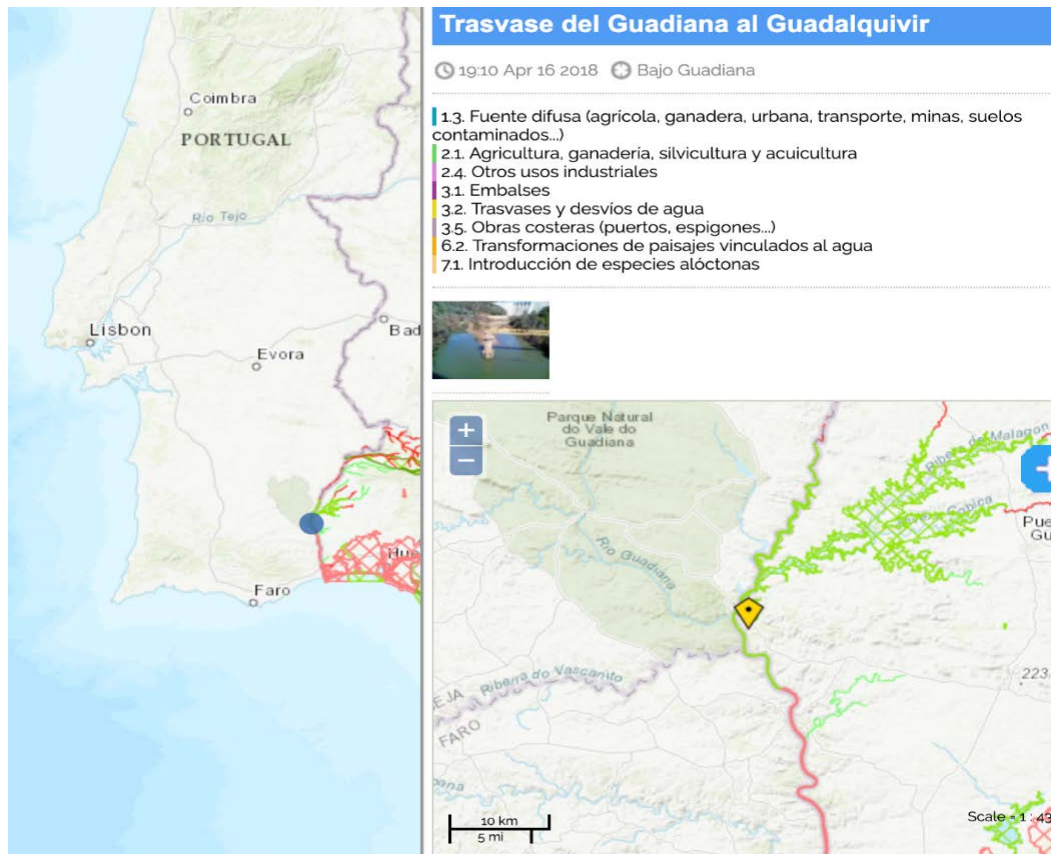 Trasvase del Guadiana al Guadalquivir
19:10 Apr 16 2018 Bajo Guadiana
1.3. Fuente difusa (agrícola, ganadera, urbana, transporte, minas, suelos
contaminados...)
2.1. Agricultura, ganadería, silvicultura y acuicultura
2.4. Otros usos industriales
3.1. Embalses
3.2. Trasvases y desvíos de agua
3.5. Obras costeras (puertos, espigones...)
6.2. Transformaciones de paisajes vinculados al agua
7.1. Introducción de especies alóctonas
Coimbra
PORTUGAL
Rio Tejo
Lisbon
Bad
Evora
Hue
Faro
+
−
Parque Natural
do Vale do
Guadiana
Malagon
Cobica
Pue
Gu
Rio Guadiana
Ribeira do Vascanito
EJA
FARO
223
10 km
5 mi
Scale = 1 : 43